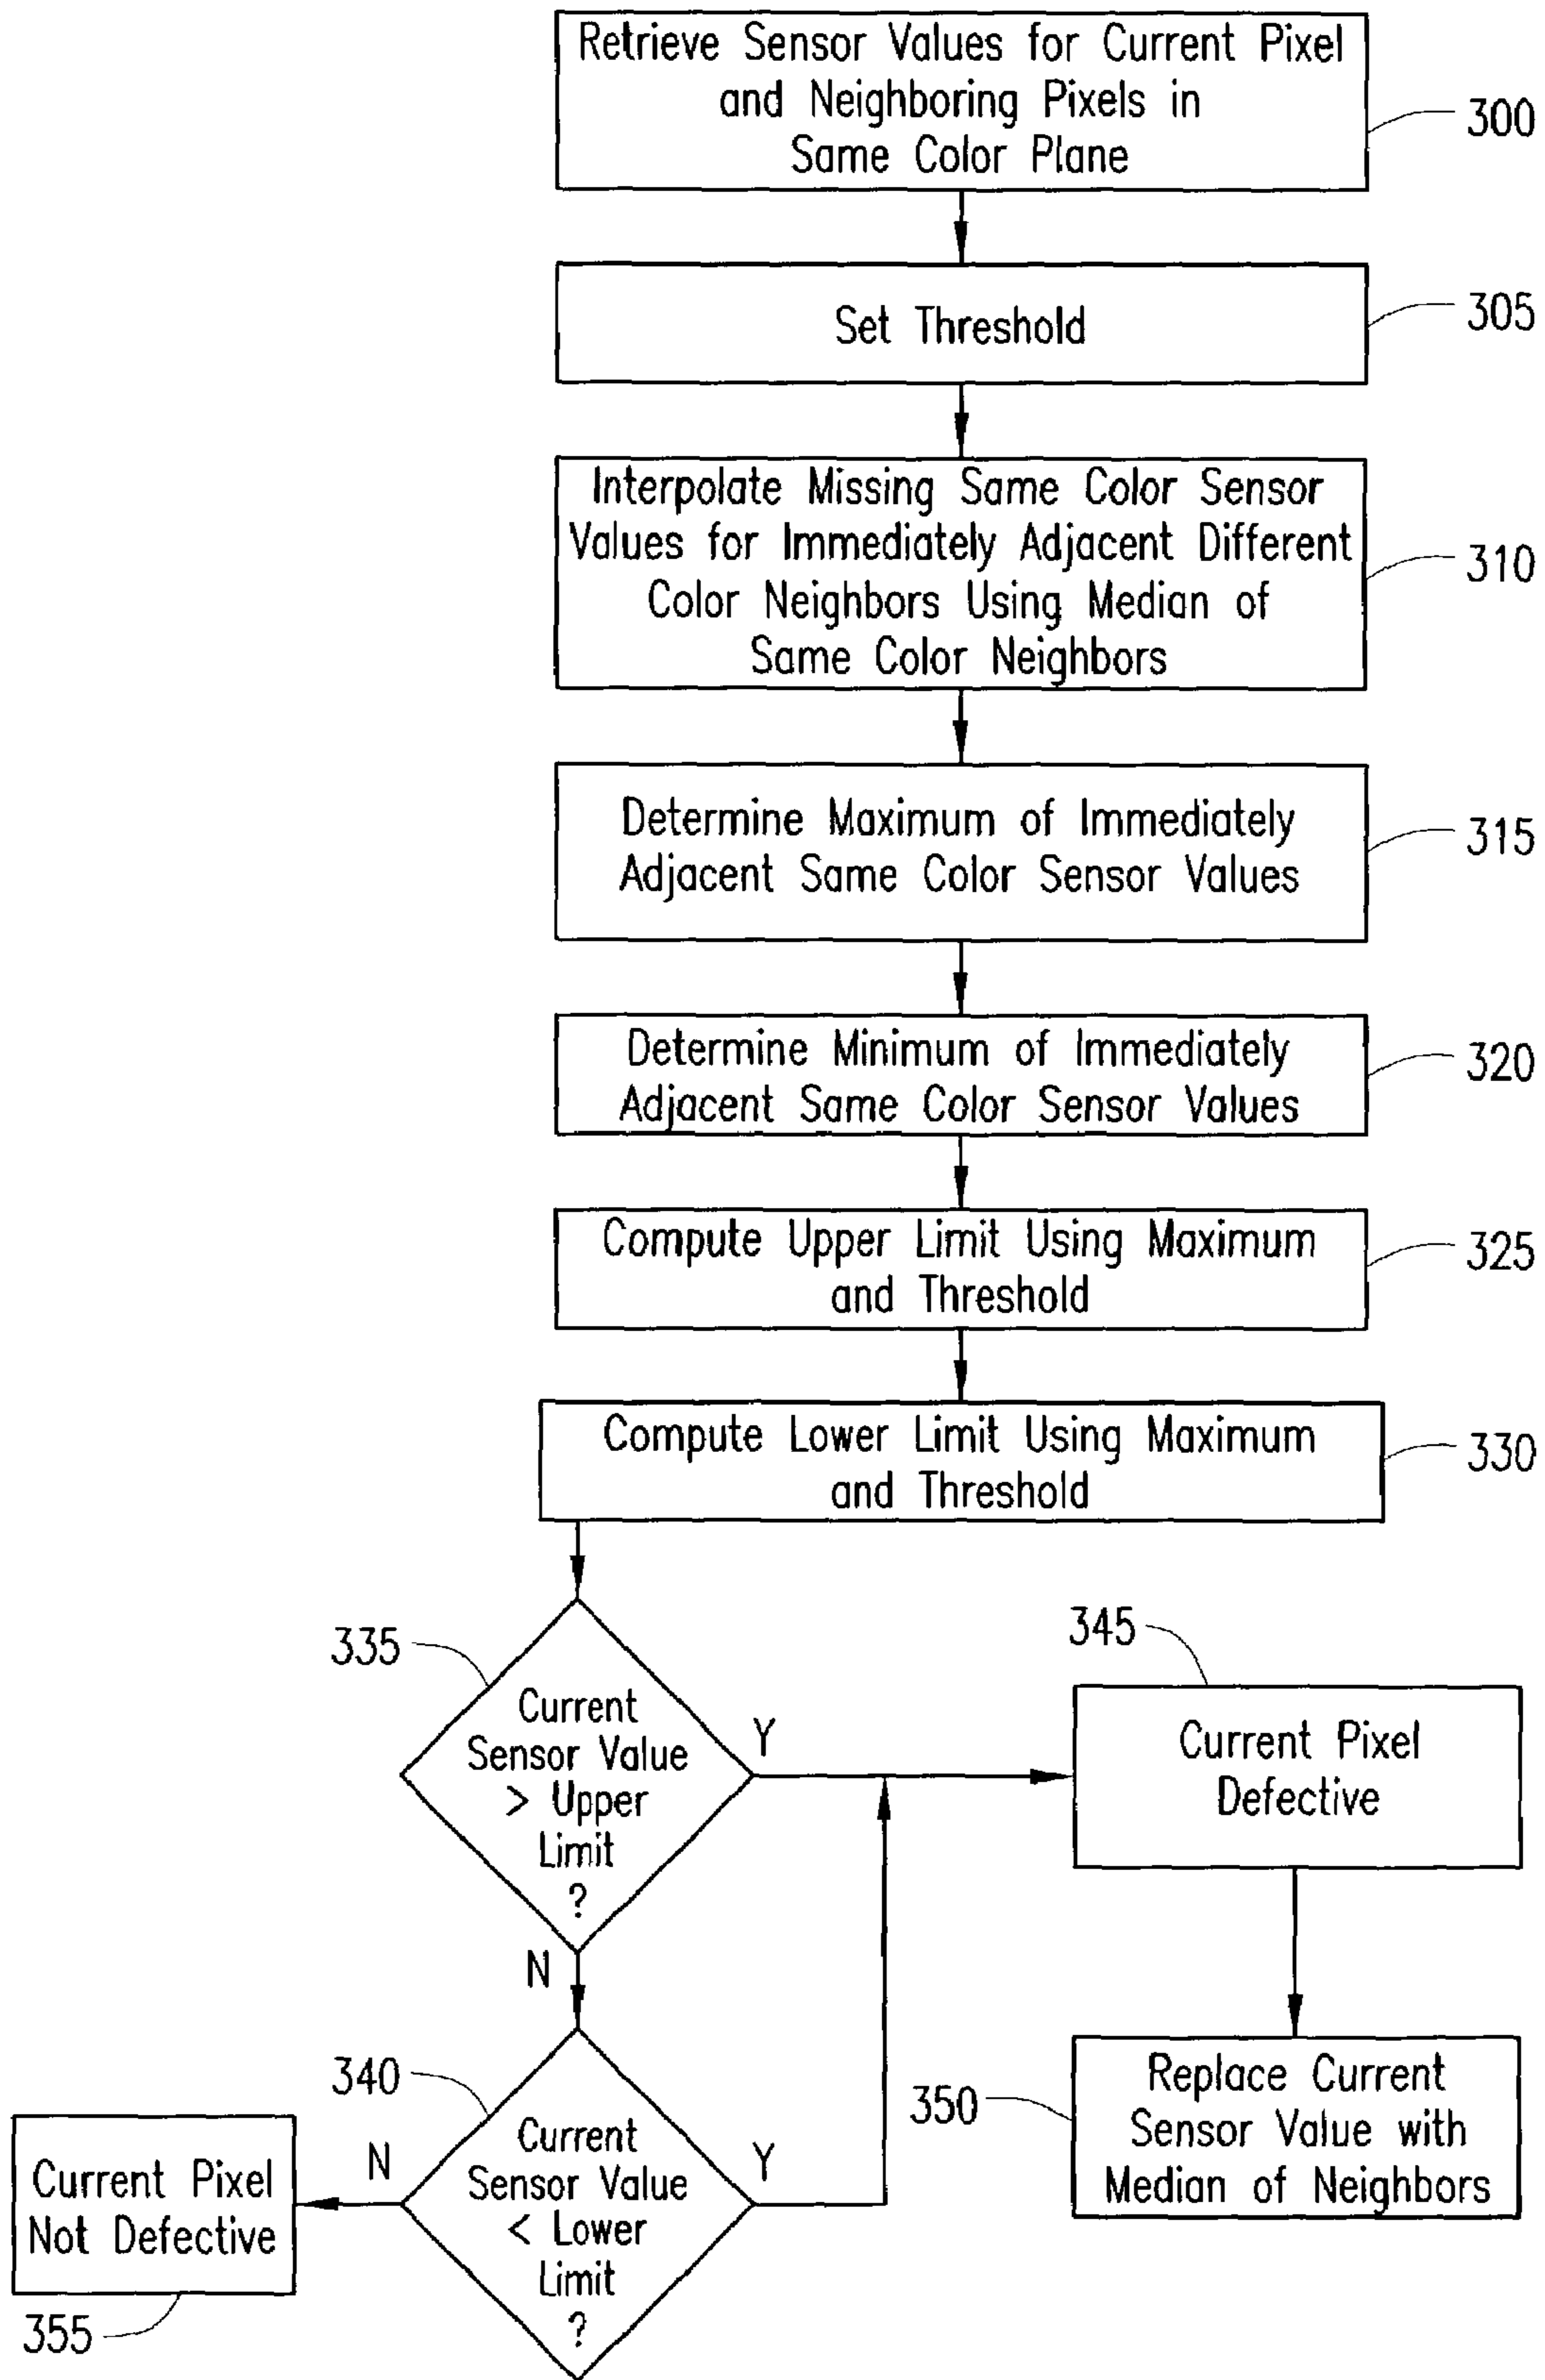 Retrieve Sensor Values for Current Pixel
and Neighboring Pixels in
Same Color Plane
300
Set Threshold
305
Interpolate Missing Same Color Sensor
Values for Immediately Adjacent Different
Color Neighbors Using Median of
Same Color Neighbors
310
Determine Maximum of Immediately
Adjacent Same Color Sensor Values
315
Determine Minimum of Immediately
Adjacent Same Color Sensor Values
320
Compute Upper Limit Using Maximum
and Threshold
325
Compute Lower Limit Using Maximum
and Threshold
330
335
Current
Sensor Value
> Upper
Limit
?
Y
N
345
Current Pixel
Defective
340
Current
Sensor Value
< Lower
Limit
?
Y
N
350
Replace Current
Sensor Value with
Median of Neighbors
Current Pixel
Not Defective
355